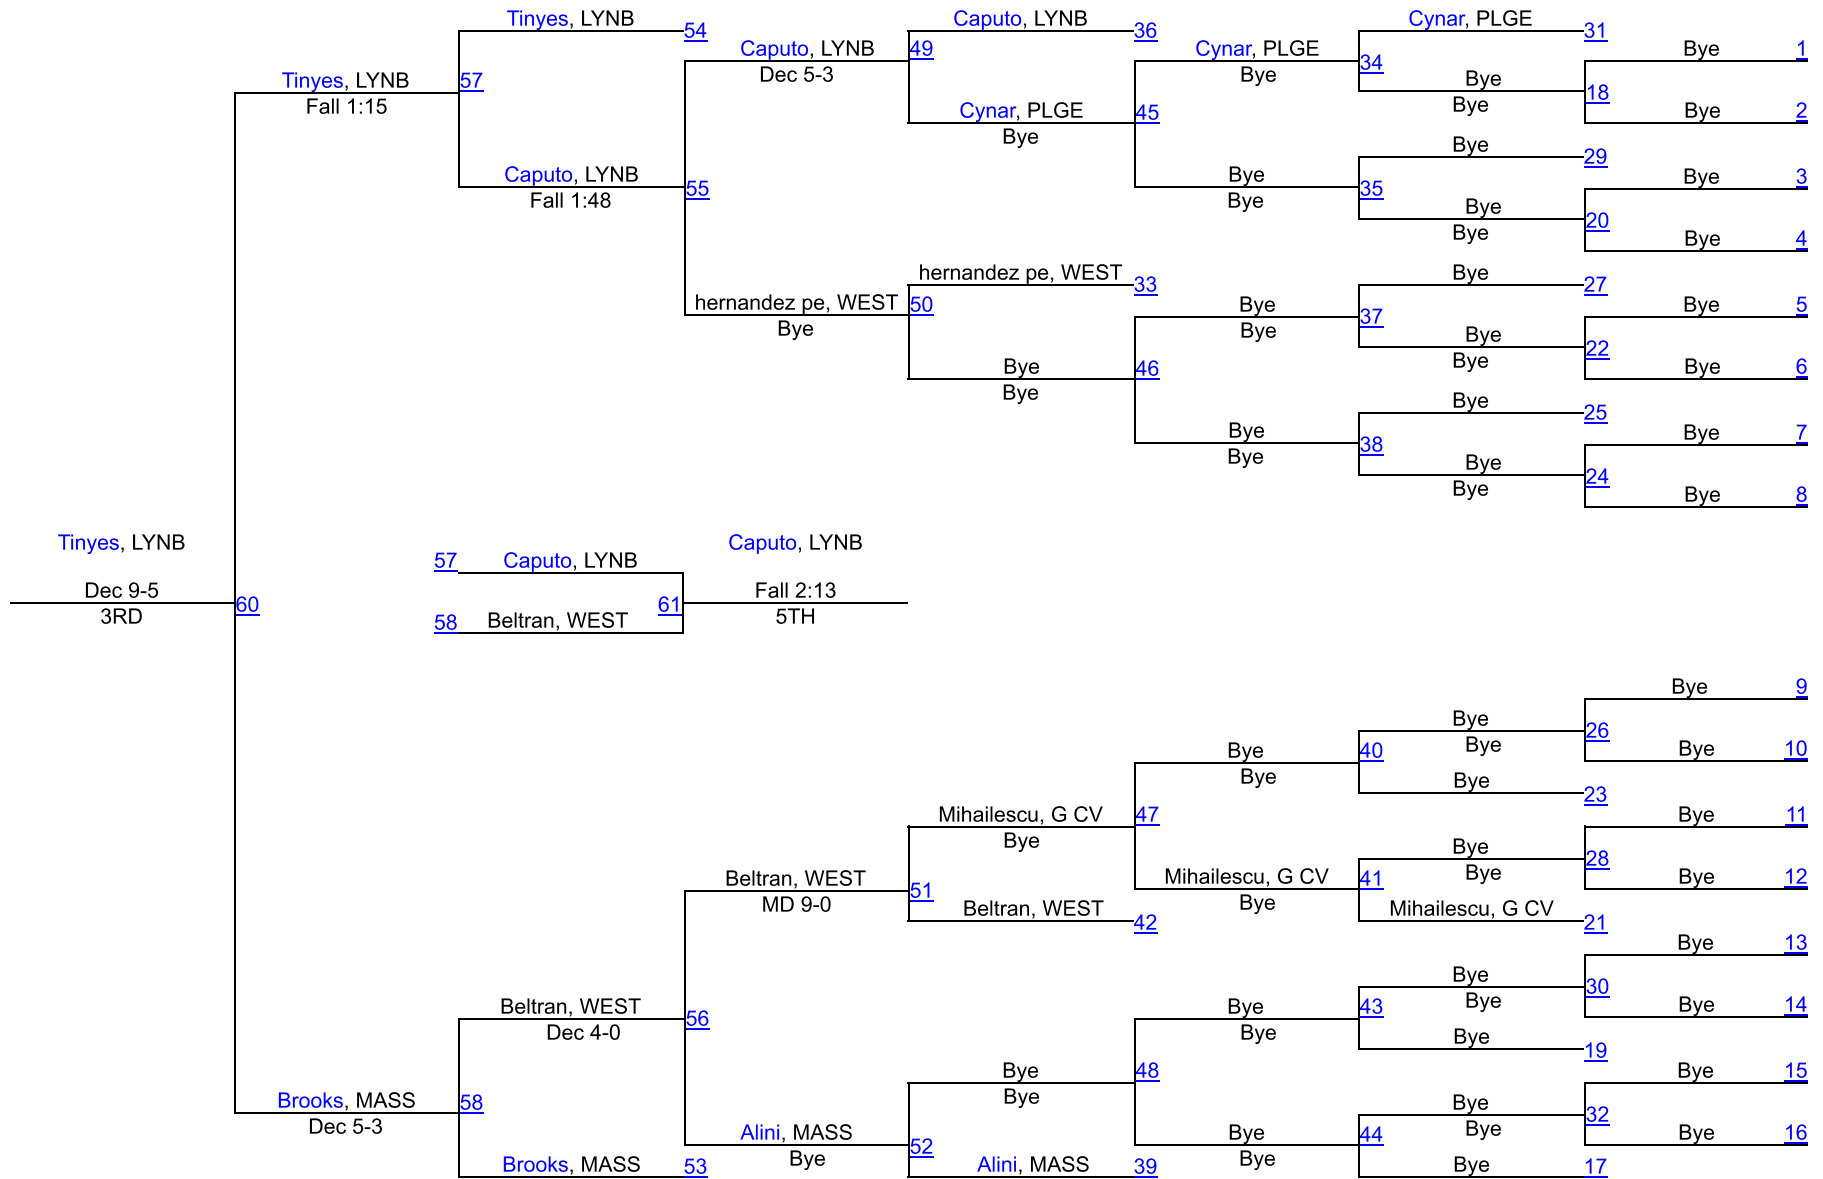 Tinyes, LYNB
54
Caputo, LYNB
36
Cynar, PLGE
31
Caputo, LYNB
49
Dec 5-3
Cynar, PLGE
34
Bye
Bye
1
Tinyes, LYNB
57
Fall 1:15
Bye
18
Bye
Cynar, PLGE
45
Bye
Bye
2
Bye
29
Caputo, LYNB
55
Fall 1:48
Bye
35
Bye
Bye
3
Bye
20
Bye
Bye
4
hernandez pe, WEST
33
Bye
27
hernandez pe, WEST
50
Bye
Bye
37
Bye
Bye
5
Bye
22
Bye
Bye
46
Bye
Bye
6
Bye
25
Bye
38
Bye
Bye
7
Bye
24
Bye
Bye
8
Tinyes, LYNB
Dec 9-5
60
3RD
57
Caputo, LYNB
Caputo, LYNB
58
Beltran, WEST
61
Fall 2:13
5TH
Bye
9
Bye
26
Bye
Bye
40
Bye
Bye
10
Bye
23
Mihailescu, G CV
47
Bye
Bye
11
Bye
28
Bye
Beltran, WEST
51
MD 9-0
Mihailescu, G CV
41
Bye
Bye
12
Beltran, WEST
42
Mihailescu, G CV
21
Bye
13
Bye
30
Bye
Beltran, WEST
56
Dec 4-0
Bye
43
Bye
Bye
14
Bye
19
Bye
48
Bye
Bye
15
Brooks, MASS
58
Dec 5-3
Bye
32
Bye
Alini, MASS
52
Bye
Bye
44
Bye
Bye
16
Brooks, MASS
53
Alini, MASS
39
Bye
17